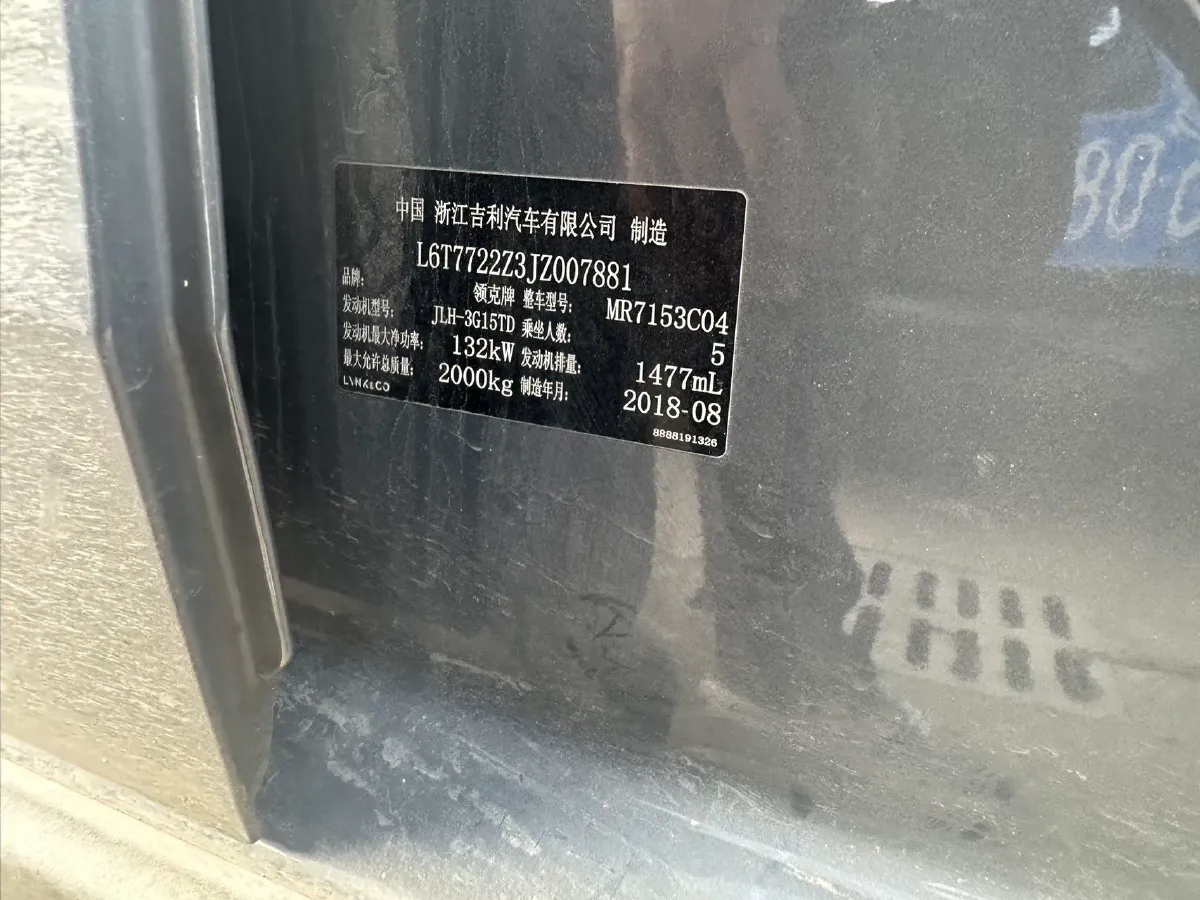 中国 浙江吉利汽车有限公司 制造
L6T7722Z3JZ007881
品牌: 领克牌 整车型号: MR7153C04
发动机型号: JLH-3G15TD 乘坐人数: 5
发动机最大净功率: 132kW 发动机排量: 1477mL
最大允许总质量: 2000kg 制造年月: 2018-08
LYNK&CO
8888191326